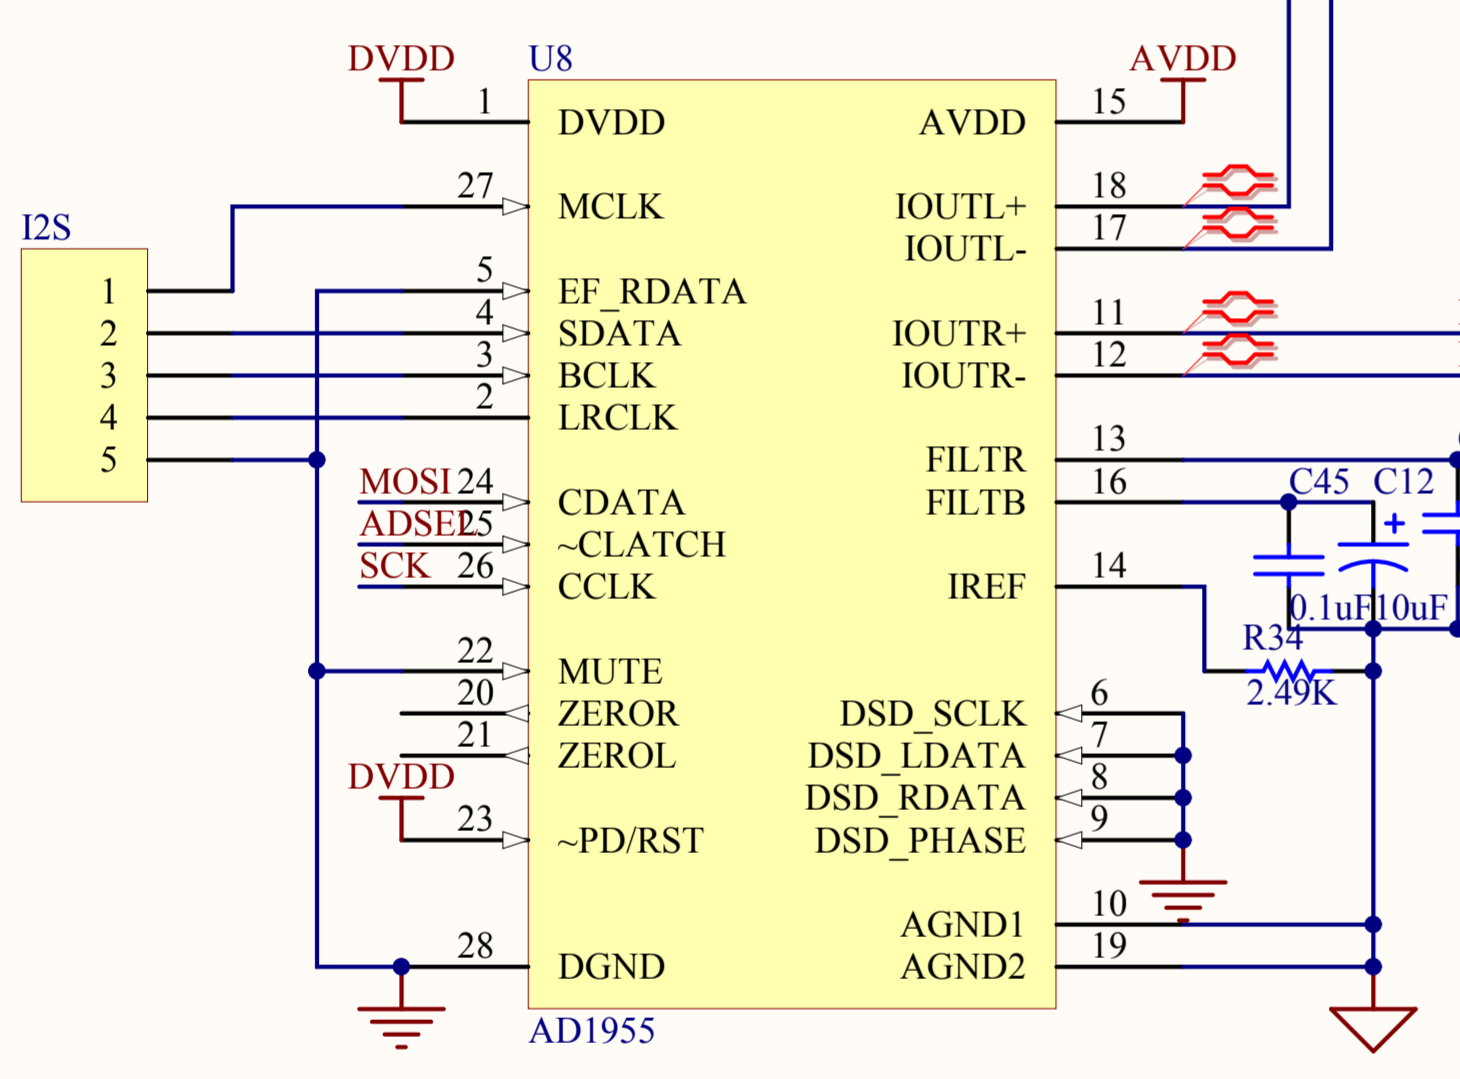 DVDD
U8
AVDD
1
DVDD
AVDD
15
27
MCLK
IOUTL+
18
I2S
IOUTL-
17
1
5
EF_RDATA
2
4
SDATA
IOUTR+
11
3
3
BCLK
IOUTR-
12
4
2
LRCLK
5
FILTR
13
MOSI
24
CDATA
FILTB
16
C45
C12
+
ADSEL
25
~CLATCH
SCK
26
CCLK
IREF
14
0.1uF
10uF
R34
2.49K
22
MUTE
20
ZEROR
DSD_SCLK
6
21
ZEROL
DSD_LDATA
7
DVDD
DSD_RDATA
8
23
~PD/RST
DSD_PHASE
9
AGND1
10
28
DGND
AGND2
19
AD1955